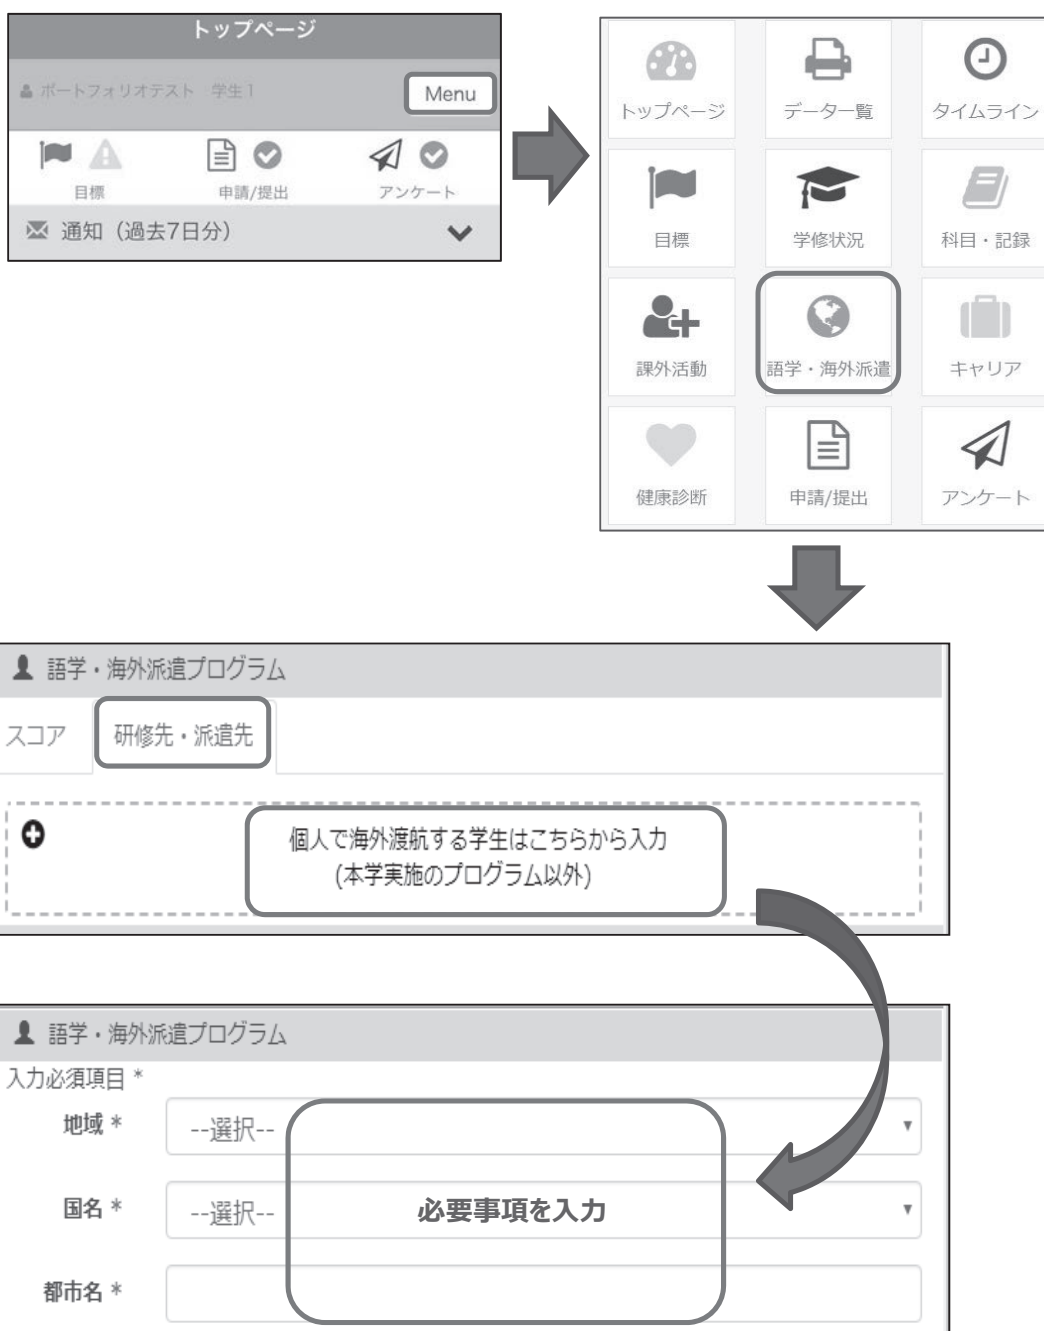 トップページ
ポートフォリオテスト 学生1
Menu
目標
申請/提出
アンケート
通知（過去7日分）
トップページ
データ一覧
タイムライン
目標
学修状況
科目・記録
課外活動
語学・海外派遣
キャリア
健康診断
申請/提出
アンケート
語学・海外派遣プログラム
スコア
研修先・派遣先
個人で海外渡航する学生はこちらから入力
(本学実施のプログラム以外)
語学・海外派遣プログラム
入力必須項目 *
地域 *
--選択--
国名 *
--選択--
必要事項を入力
都市名 *